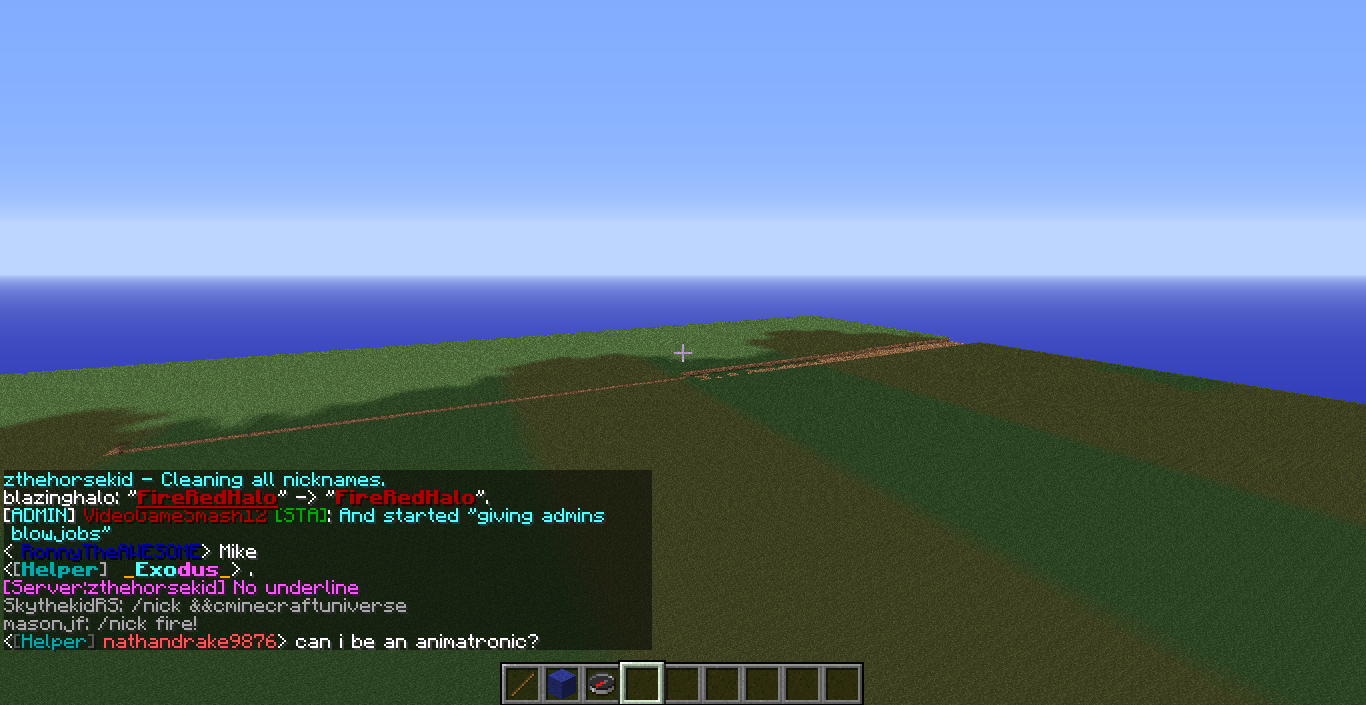 zthehorsekid - Cleaning all nicknames.
blazinghalo: "FireRedHalo" -> "FireRedHalo".
[ADMIN] VideoGameSmash12 [STA]: And started "giving admins
blowjobs"
< RonnyTheAWESOME> Mike
<[Helper] _Exodus_> .
[Server:zthehorsekid] No underline
SkythekidRS: /nick &&cminecraftuniverse
mason.jf: /nick fire!
<[Helper] nathandrake9876> can i be an animatronic?